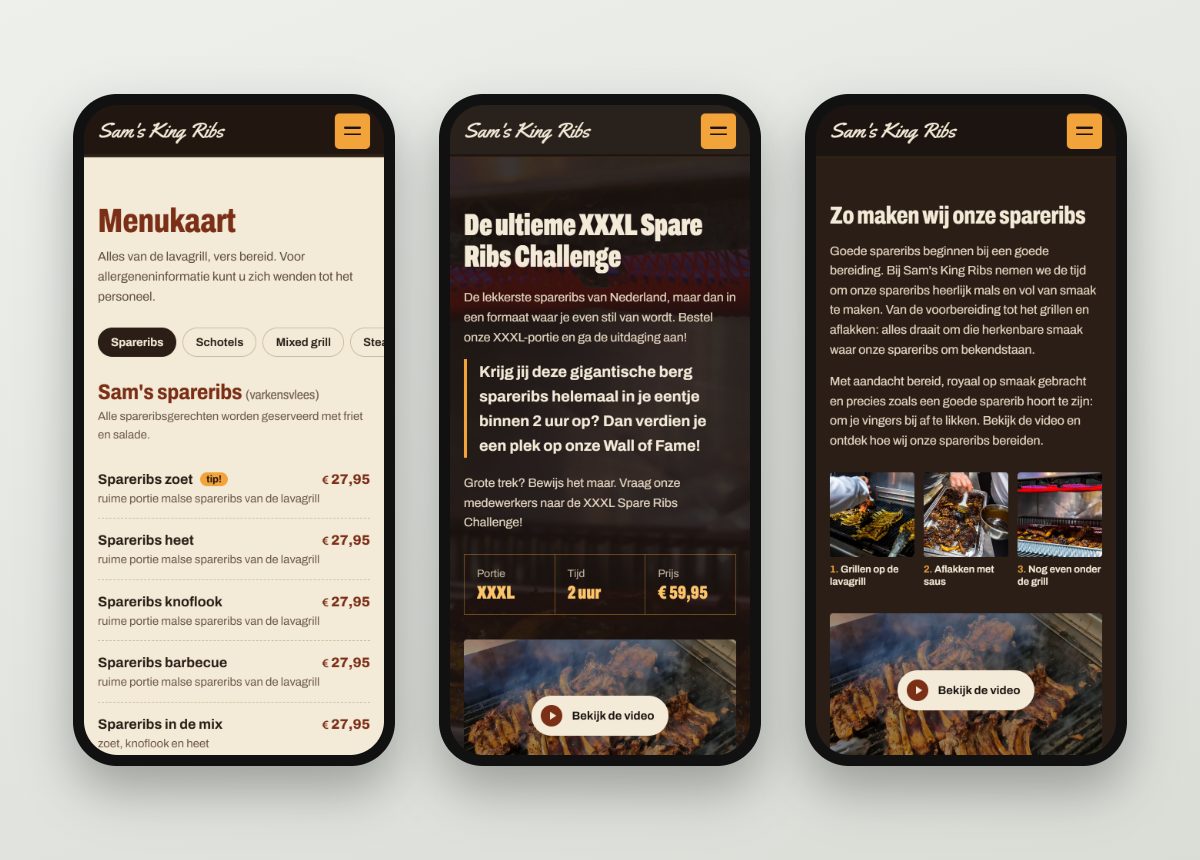 Sam's King Ribs
Menukaart
Alles van de lavagrill, vers bereid. Voor
allergeneninformatie kunt u zich wenden tot het
personeel.
Spareribs
Schotels
Mixed grill
Stea
Sam's spareribs (varkensvlees)
Alle spareribsgerechten worden geserveerd met friet
en salade.
Spareribs zoet tip! € 27,95
ruime portie malse spareribs van de lavagrill
Spareribs heet € 27,95
ruime portie malse spareribs van de lavagrill
Spareribs knoflook € 27,95
ruime portie malse spareribs van de lavagrill
Spareribs barbecue € 27,95
ruime portie malse spareribs van de lavagrill
Spareribs in de mix € 27,95
zoet, knoflook en heet
Sam's King Ribs
De ultieme XXXL Spare
Ribs Challenge
De lekkerste spareribs van Nederland, maar dan in
een formaat waar je even stil van wordt. Bestel
onze XXXL-portie en ga de uitdaging aan!
Krijg jij deze gigantische berg
spareribs helemaal in je eentje
binnen 2 uur op? Dan verdien je
een plek op onze Wall of Fame!
Grote trek? Bewijs het maar. Vraag onze
medewerkers naar de XXXL Spare Ribs
Challenge!
Portie
XXXL
Tijd
2 uur
Prijs
€ 59,95
Bekijk de video
Sam's King Ribs
Zo maken wij onze spareribs
Goede spareribs beginnen bij een goede
bereiding. Bij Sam's King Ribs nemen we de tijd
om onze spareribs heerlijk mals en vol van smaak
te maken. Van de voorbereiding tot het grillen en
aflakken: alles draait om die herkenbare smaak
waar onze spareribs om bekendstaan.
Met aandacht bereid, royaal op smaak gebracht
en precies zoals een goede sparerib hoort te zijn:
om je vingers bij af te likken. Bekijk de video en
ontdek hoe wij onze spareribs bereiden.
1. Grillen op de
lavagrill
2. Aflakken met
saus
3. Nog even onder
de grill
Bekijk de video